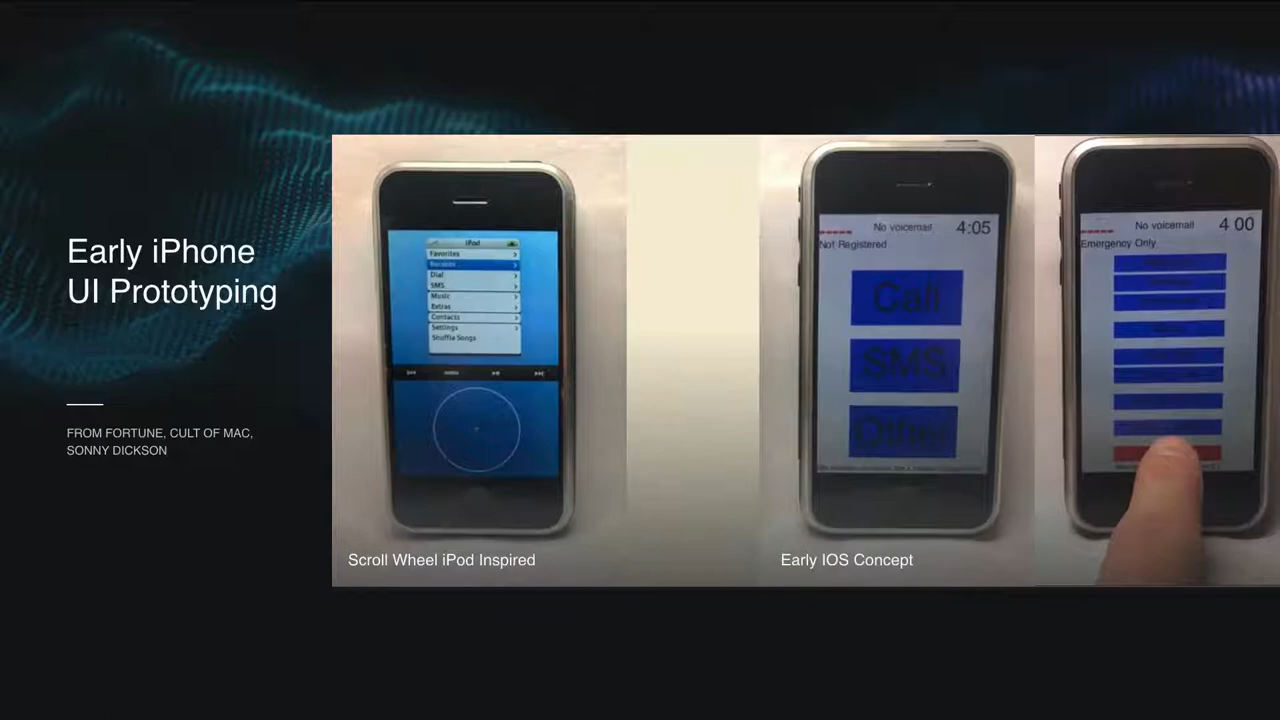 Early iPhone
UI Prototyping
FROM FORTUNE, CULT OF MAC,
SONNY DICKSON
iPod
Favorites
Recents
Dial
SMS
Music
Extras
Contacts
Settings
Shuffle Songs
MENU
Scroll Wheel iPod Inspired
No voicemail 4:05
Not Registered
Call
SMS
Other
Early IOS Concept
No voicemail 4 00
Emergency Only